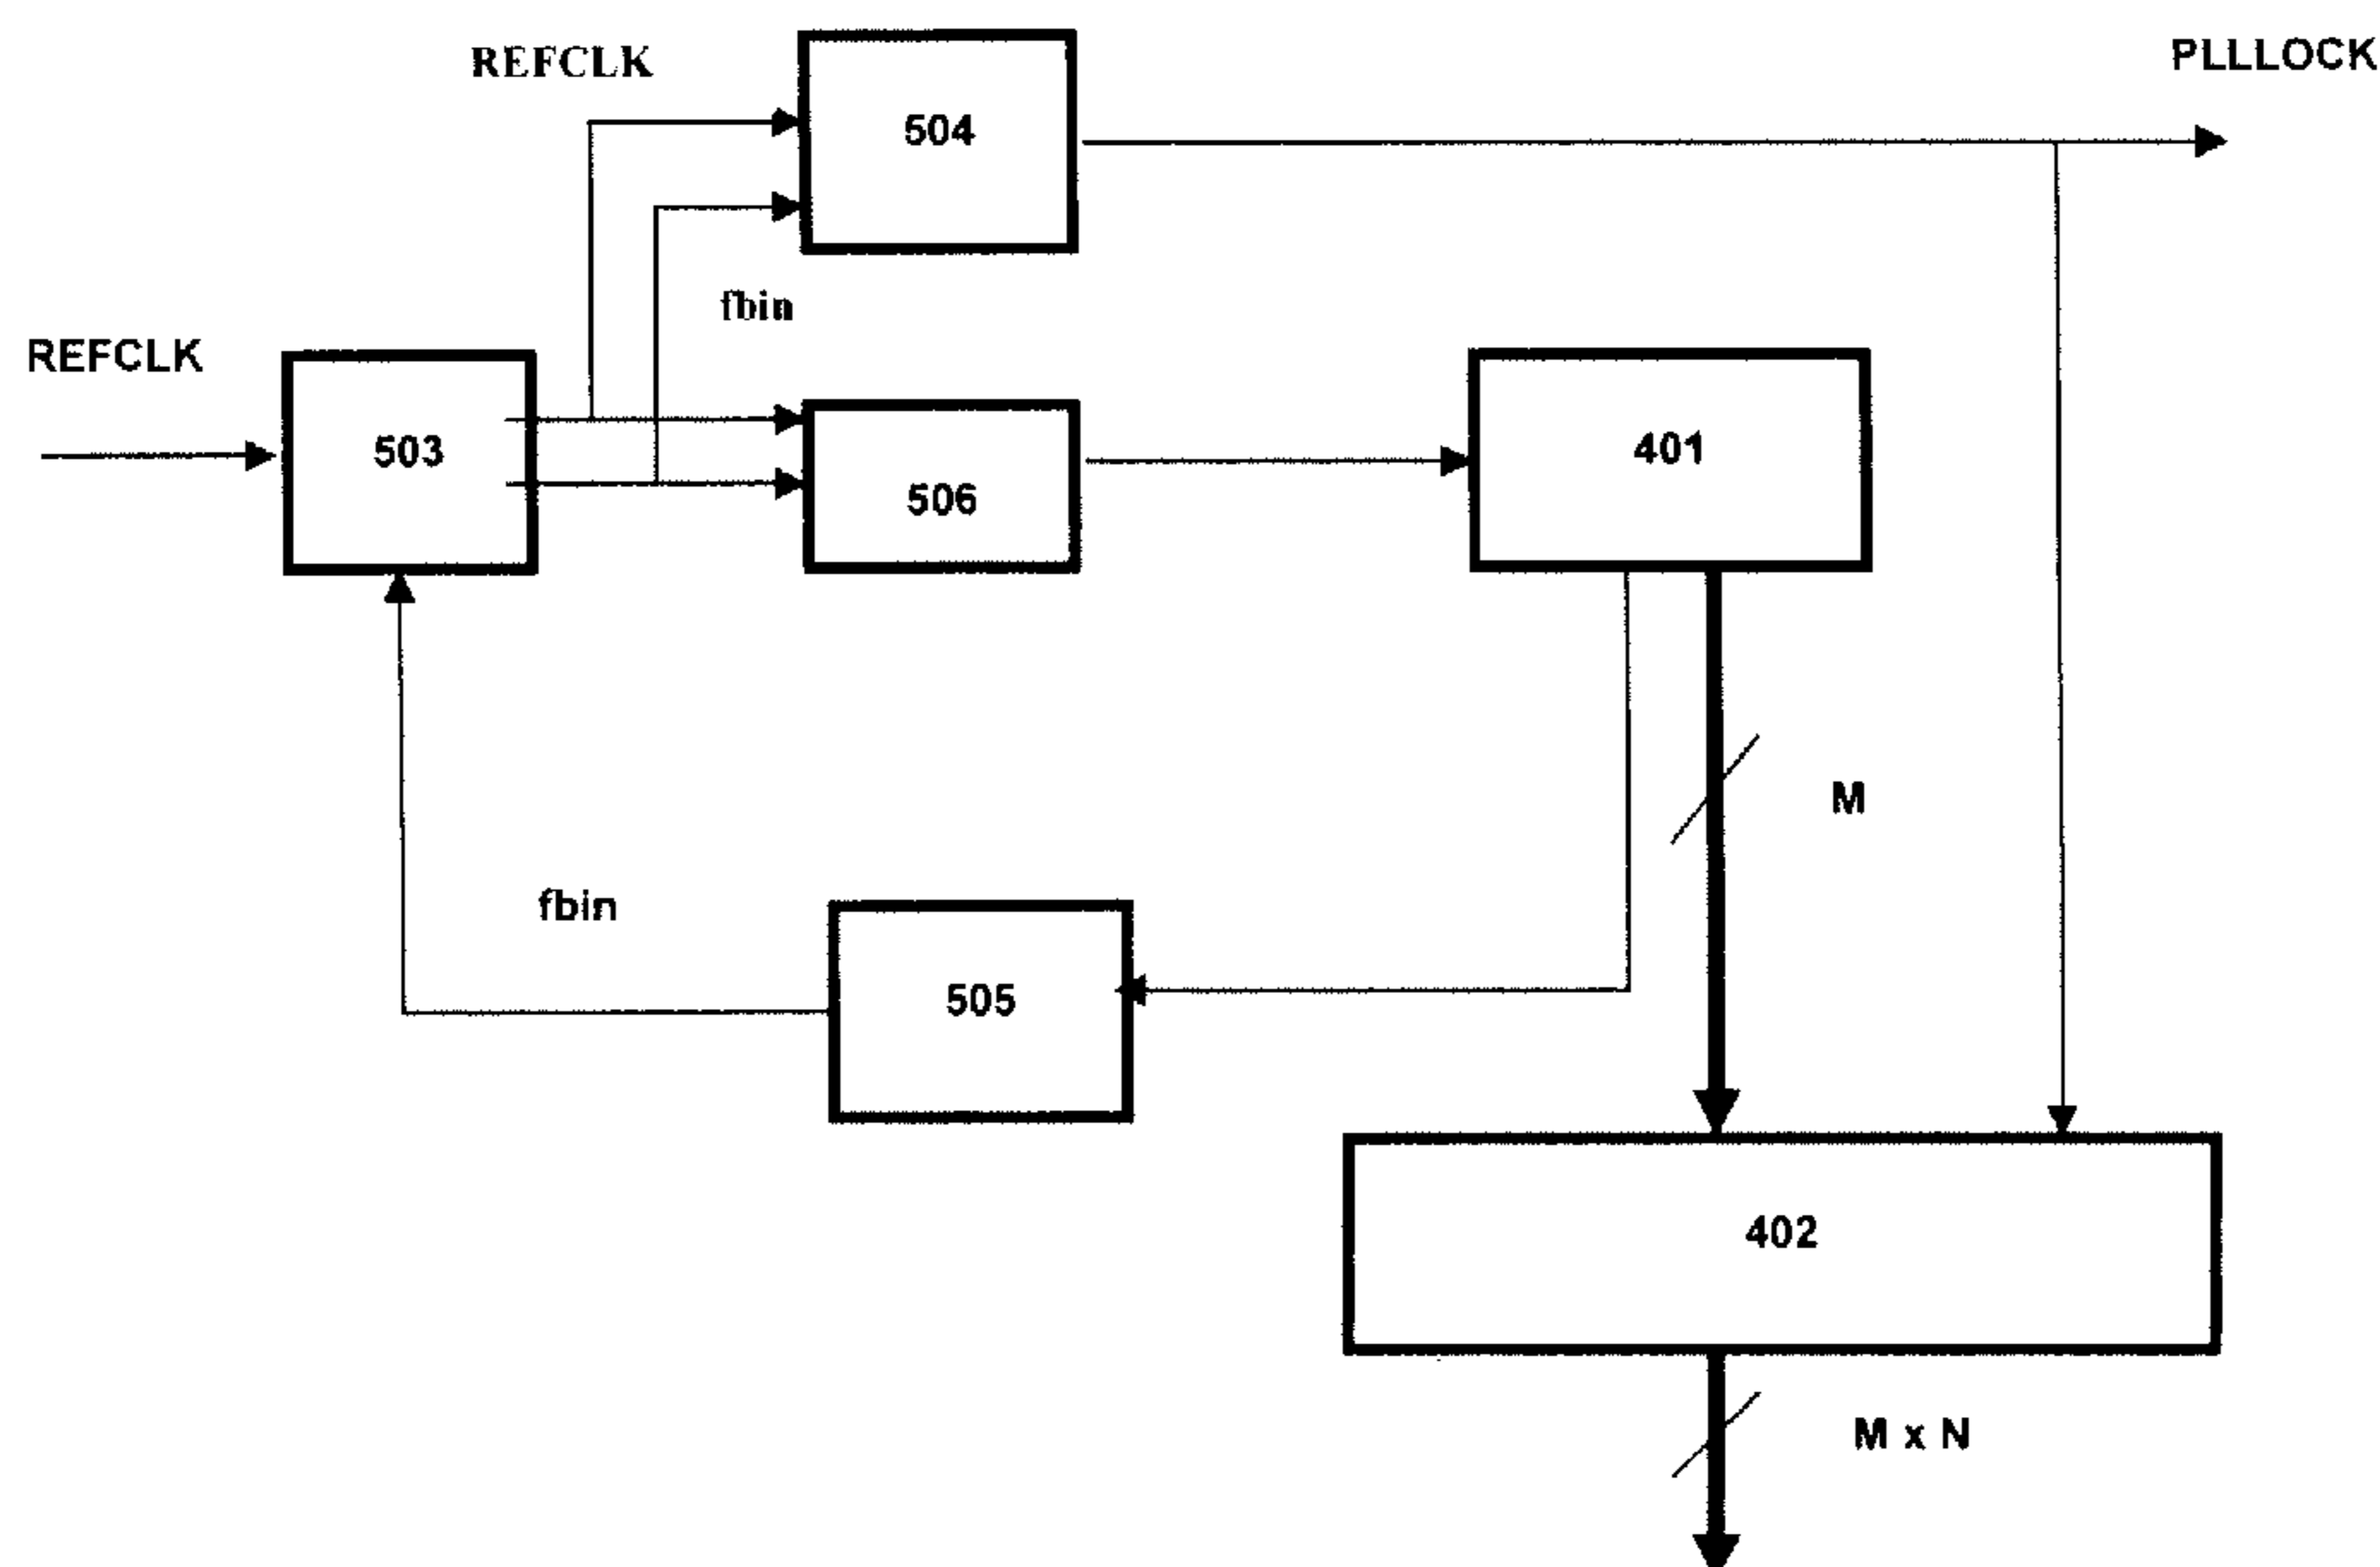 REFCLK
PLLLOCK
504
fbin
REFCLK
503
506
401
M
fbin
505
402
M x N